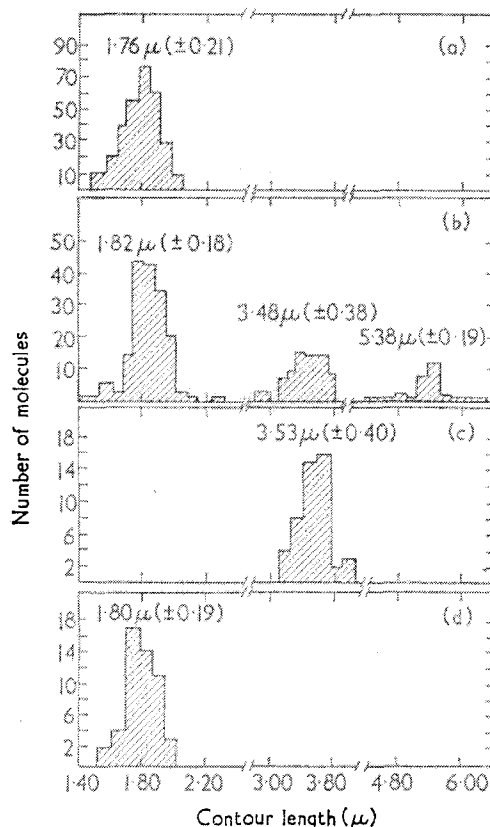 90
1·76μ(±0·21)
(a)
70
50
30
10
(b)
50
1·82μ(±0·18)
40
3·48μ(±0·38)
30
5·38μ(±0·19)
20
10
Number of molecules
3·53μ(±0·40)
(c)
18
14
10
6
2
1·80μ(±0·19)
(d)
18
14
10
6
2
1·40 1·80 2·20 3·00 3·80 4·80 6·00
Contour length (μ)